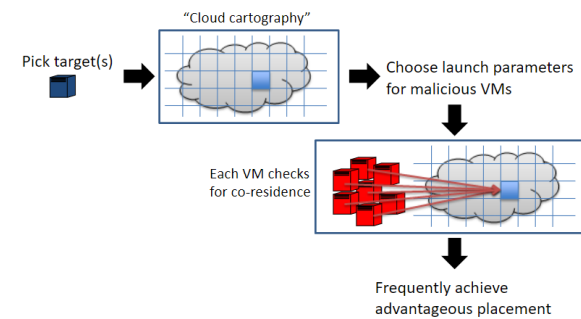 “Cloud cartography”
Pick target(s)
Choose launch parameters
for malicious VMs
Each VM checks
for co-residence
Frequently achieve
advantageous placement